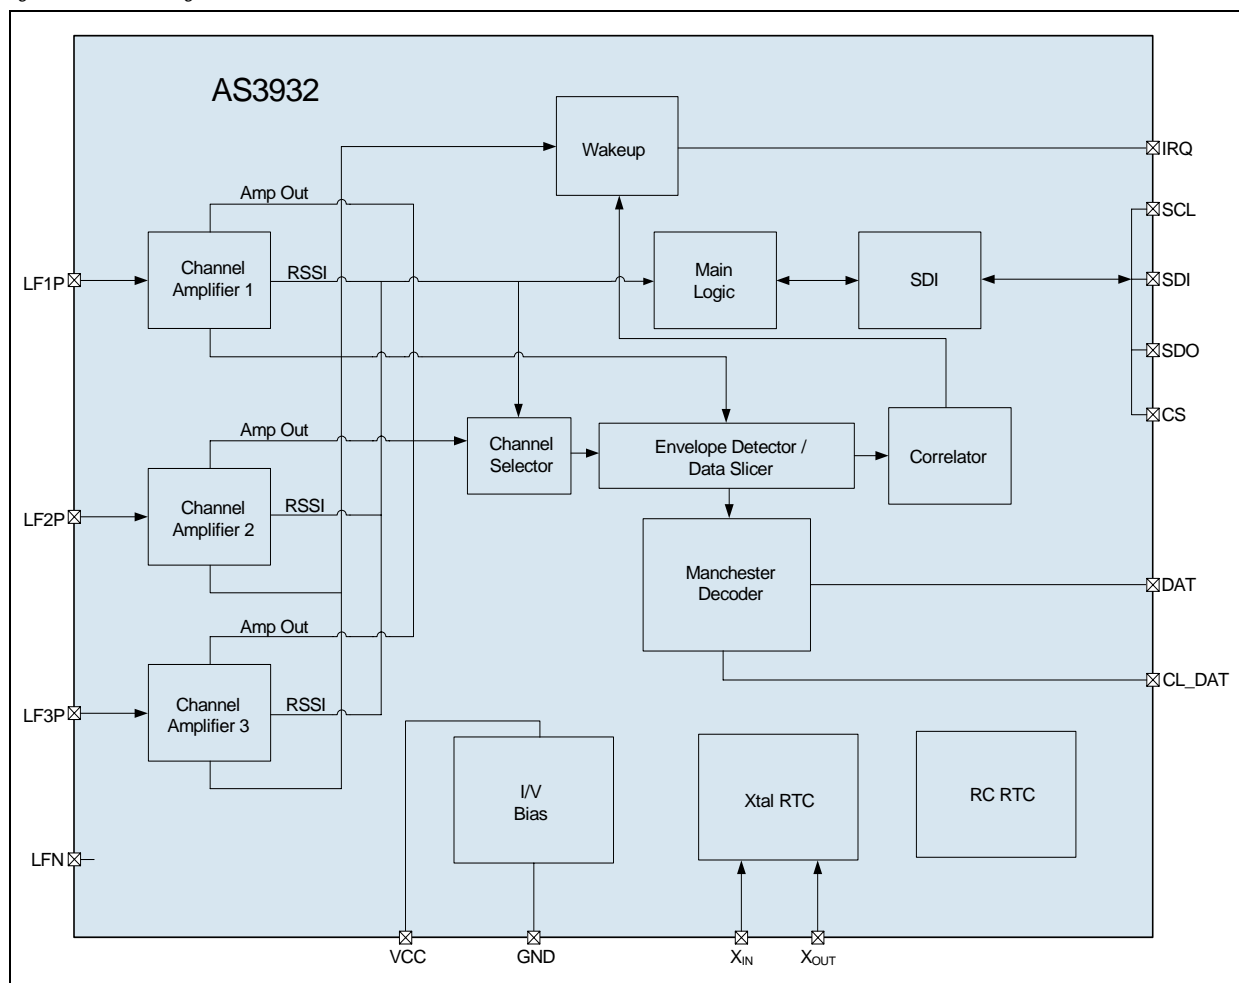 AS3932
Wakeup
IRQ
Amp Out
SCL
LF1P
Channel
Amplifier 1
RSSI
Main
Logic
SDI
SDI
SDO
CS
Amp Out
Channel
Selector
Envelope Detector /
Data Slicer
Correlator
LF2P
Channel
Amplifier 2
RSSI
Manchester
Decoder
DAT
Amp Out
CL_DAT
LF3P
Channel
Amplifier 3
RSSI
I/V
Bias
Xtal RTC
RC RTC
LFN
VCC
GND
XIN
XOUT